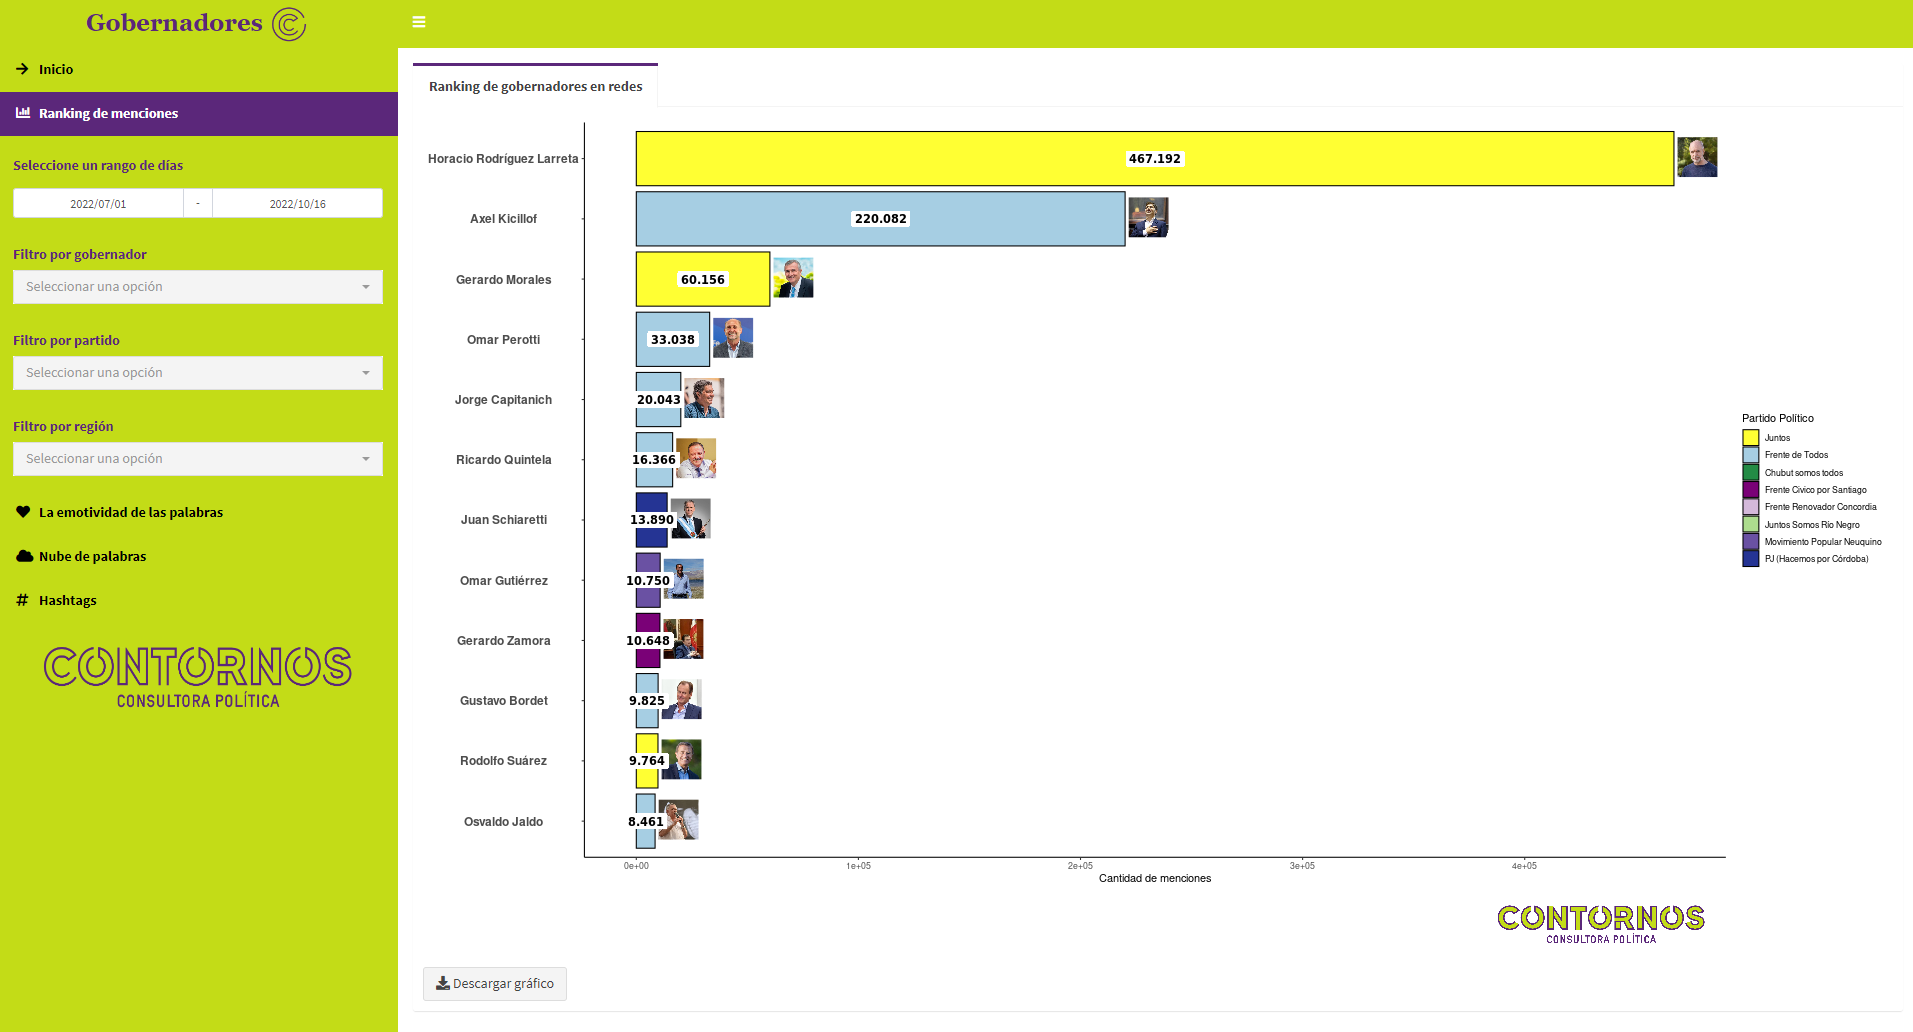 Gobernadores
Inicio
Ranking de menciones
Seleccione un rango de días
2022/07/01 - 2022/10/16
Filtro por gobernador
Seleccionar una opción
Filtro por partido
Seleccionar una opción
Filtro por región
Seleccionar una opción
La emotividad de las palabras
Nube de palabras
# Hashtags
CONTORNOS
CONSULTORA POLÍTICA
Ranking de gobernadores en redes
Horacio Rodríguez Larreta 467.192
Axel Kicillof 220.082
Gerardo Morales 60.156
Omar Perotti 33.038
Jorge Capitanich 20.043
Ricardo Quintela 16.366
Juan Schiaretti 13.890
Omar Gutiérrez 10.750
Gerardo Zamora 10.648
Gustavo Bordet 9.825
Rodolfo Suárez 9.764
Osvaldo Jaldo 8.461
0e+00 1e+05 2e+05 3e+05 4e+05
Cantidad de menciones
Partido Político
Juntos
Frente de Todos
Chubut somos todos
Frente Cívico por Santiago
Frente Renovador Concordia
Juntos Somos Río Negro
Movimiento Popular Neuquino
PJ (Hacemos por Córdoba)
CONTORNOS
CONSULTORA POLÍTICA
Descargar gráfico